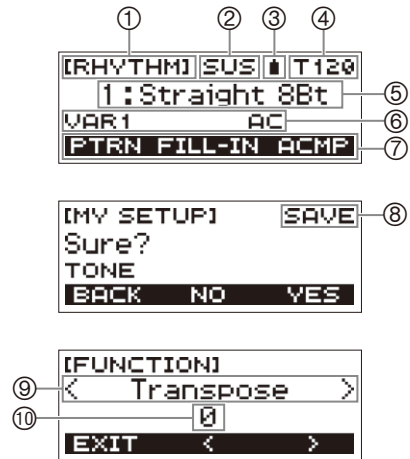 ① ② ③ ④
[RHYTHM] SUS T120
1:Straight 8Bt ⑤
VAR1 AC ⑥
PTRN FILL-IN ACMP ⑦
[MY SETUP] SAVE ⑧
Sure?
TONE
BACK NO YES
[FUNCTION]
⑨ < Transpose >
⑩ 0
EXIT < >